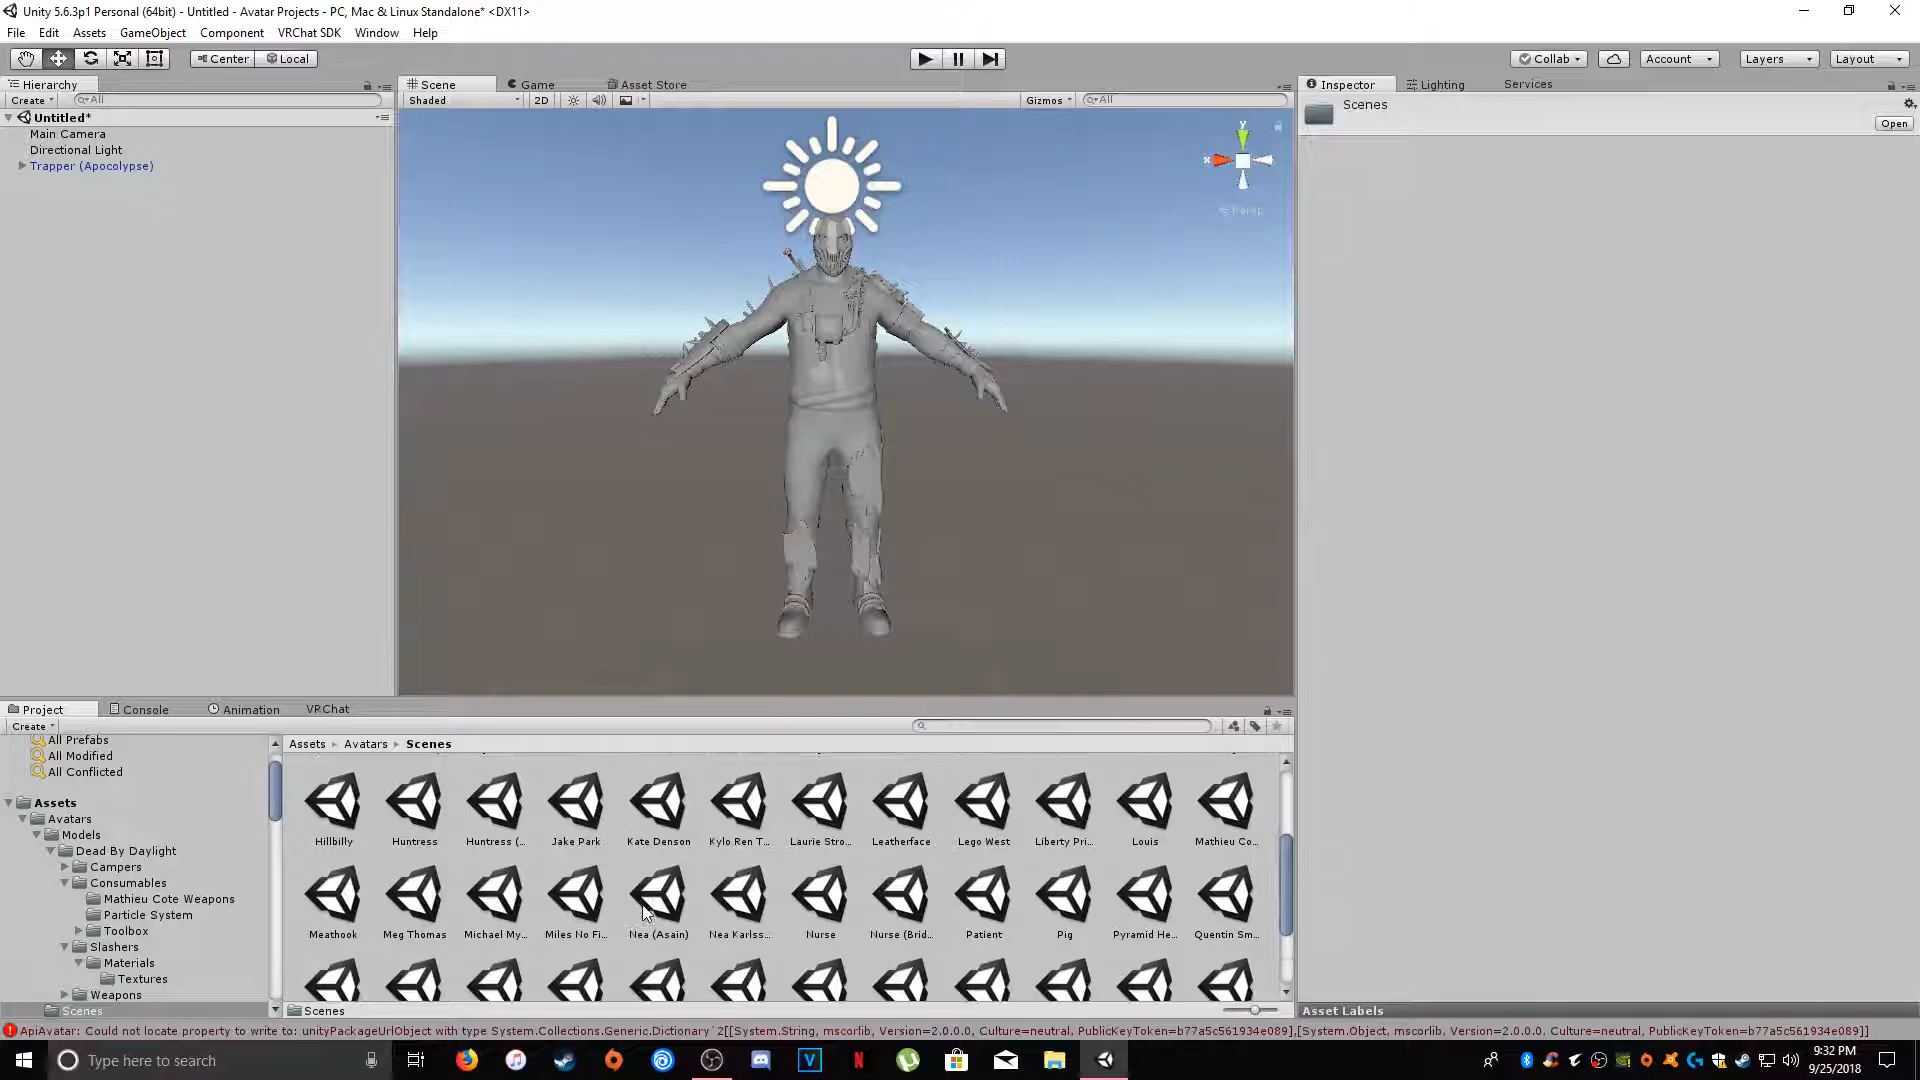 Unity 5.6.3p1 Personal (64bit) - Untitled - Avatar Projects - PC, Mac & Linux Standalone* <DX11>
File Edit Assets GameObject Component VRChat SDK Window Help
Center Local Collab Account Layers Layout
Hierarchy
Create All
Untitled*
Main Camera
Directional Light
Trapper (Apocolypse)
Scene Game Asset Store
Shaded 2D Gizmos All
y
x
Persp
Inspector Lighting Services
Scenes
Open
Project Console Animation VRChat
Create
All Prefabs
All Modified
All Conflicted
Assets
Avatars
Models
Dead By Daylight
Campers
Consumables
Mathieu Cote Weapons
Particle System
Toolbox
Slashers
Materials
Textures
Weapons
Scenes
Assets Avatars Scenes
Hillbilly Huntress Huntress (... Jake Park Kate Denson Kylo Ren T... Laurie Stro... Leatherface Lego West Liberty Pri... Louis Mathieu Co...
Meathook Meg Thomas Michael My... Miles No Fi... Nea (Asain) Nea Karlss... Nurse Nurse (Brid... Patient Pig Pyramid He... Quentin Sm...
Scenes
Asset Labels
ApiAvatar: Could not locate property to write to: unityPackageUrlObject with type System.Collections.Generic.Dictionary`2[[System.String, mscorlib, Version=2.0.0.0, Culture=neutral, PublicKeyToken=b77a5c561934e089],[System.Object, mscorlib, Version=2.0.0.0, Culture=neutral, PublicKeyToken=b77a5c561934e089]]
Type here to search
9:32 PM
9/25/2018